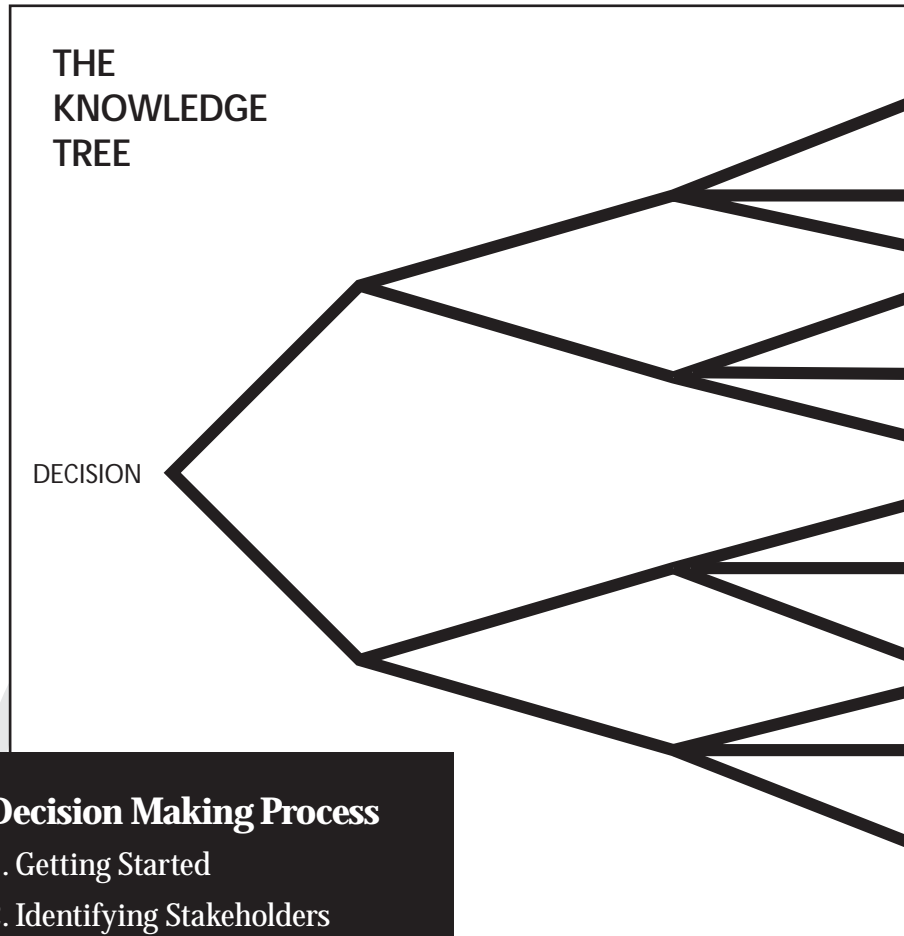 THE
KNOWLEDGE
TREE
DECISION
Decision Making Process
. Getting Started
. Identifying Stakeholders